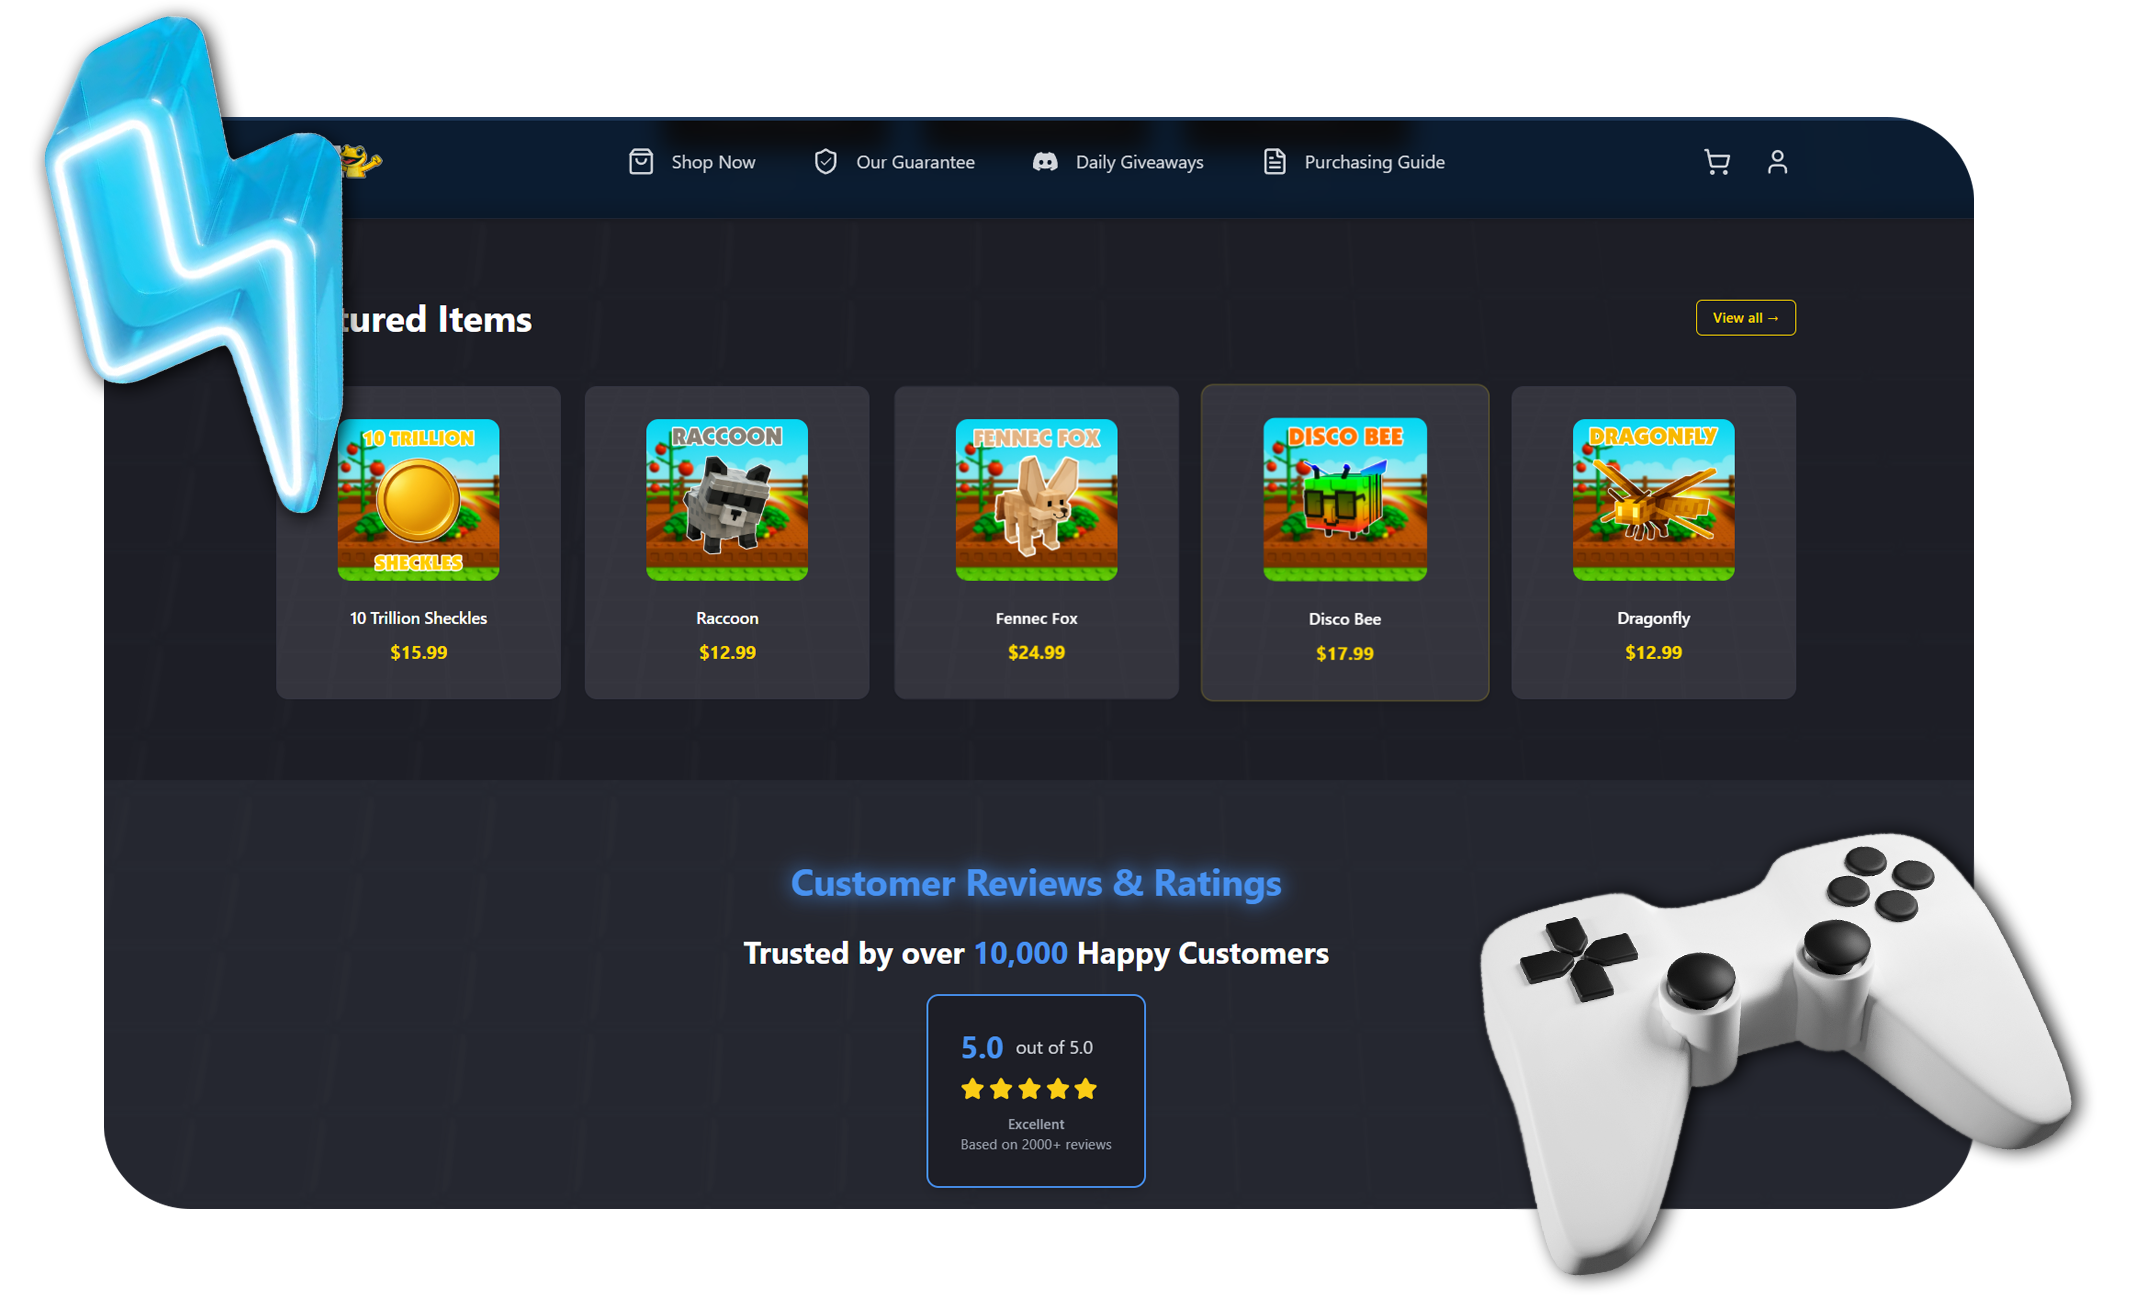 Shop Now
Our Guarantee
Daily Giveaways
Purchasing Guide
tured Items
View all →
10 TRILLION
SHECKLES
10 Trillion Sheckles
$15.99
RACCOON
Raccoon
$12.99
FENNEC FOX
Fennec Fox
$24.99
DISCO BEE
Disco Bee
$17.99
DRAGONFLY
Dragonfly
$12.99
Customer Reviews & Ratings
Trusted by over 10,000 Happy Customers
5.0 out of 5.0
Excellent
Based on 2000+ reviews